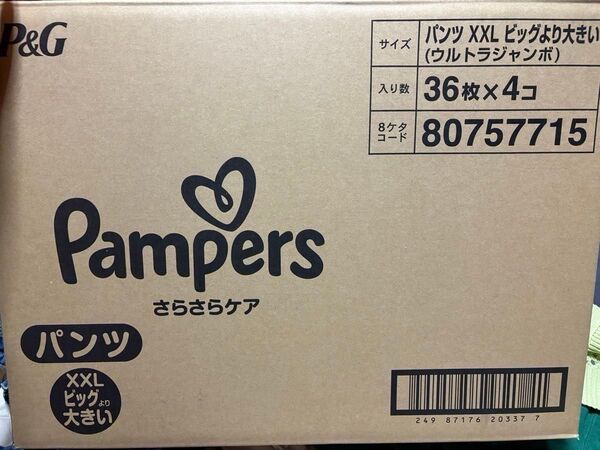 P&G
サイズ パンツ XXL ビッグより大きい
(ウルトラジャンボ)
入り数 36枚×4コ
8ケタ
コード 80757715
Pampers
さらさらケア
パンツ
XXL
ビッグより
大きい
249 87176 20337 7